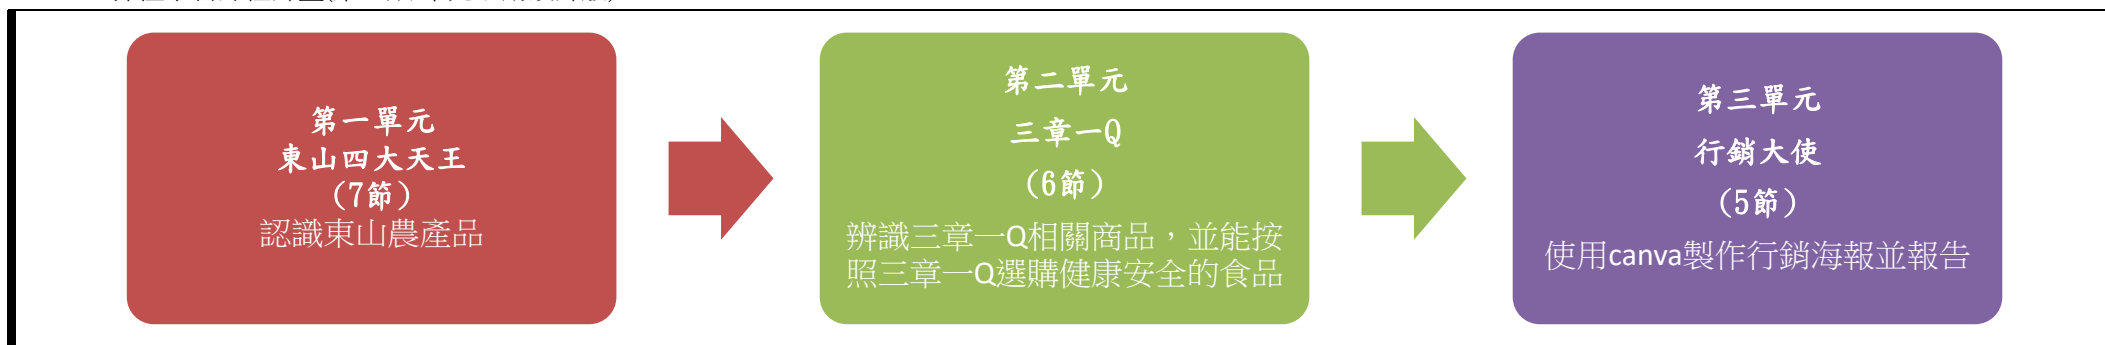 第一單元
東山四大天王
(7節)
認識東山農產品
第二單元
三章一Q
(6節)
辨識三章一Q相關商品，並能按
照三章一Q選購健康安全的食品
第三單元
行銷大使
(5節)
使用canva製作行銷海報並報告